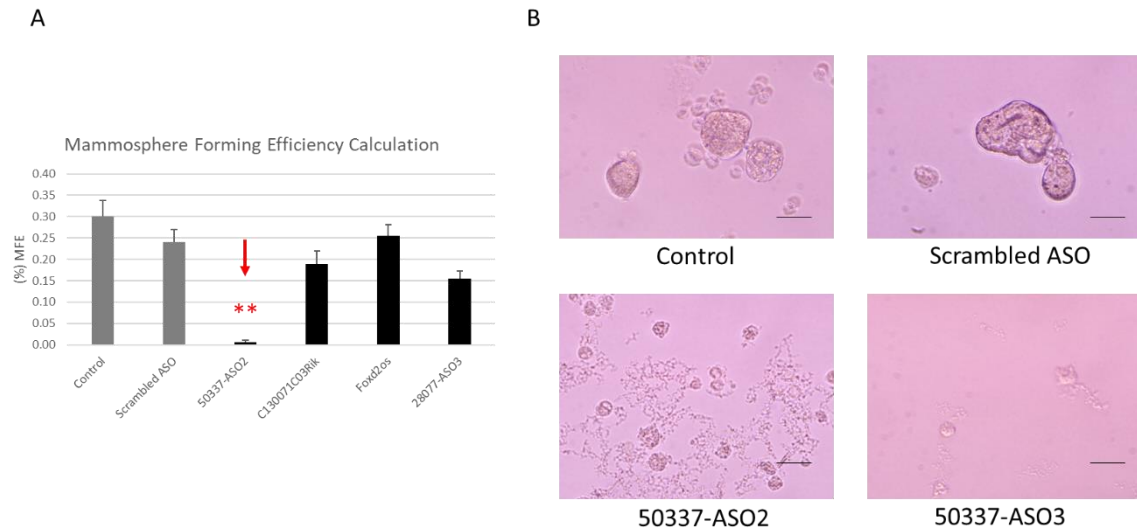 A
Mammosphere Forming Efficiency Calculation
(%) MFE
0.40
0.35
0.30
0.25
0.20
0.15
0.10
0.05
0.00
**
Control
Scrambled ASO
50337-ASO2
C130071C03Rik
Foxd2os
28077-ASO3
B
Control
Scrambled ASO
50337-ASO2
50337-ASO3